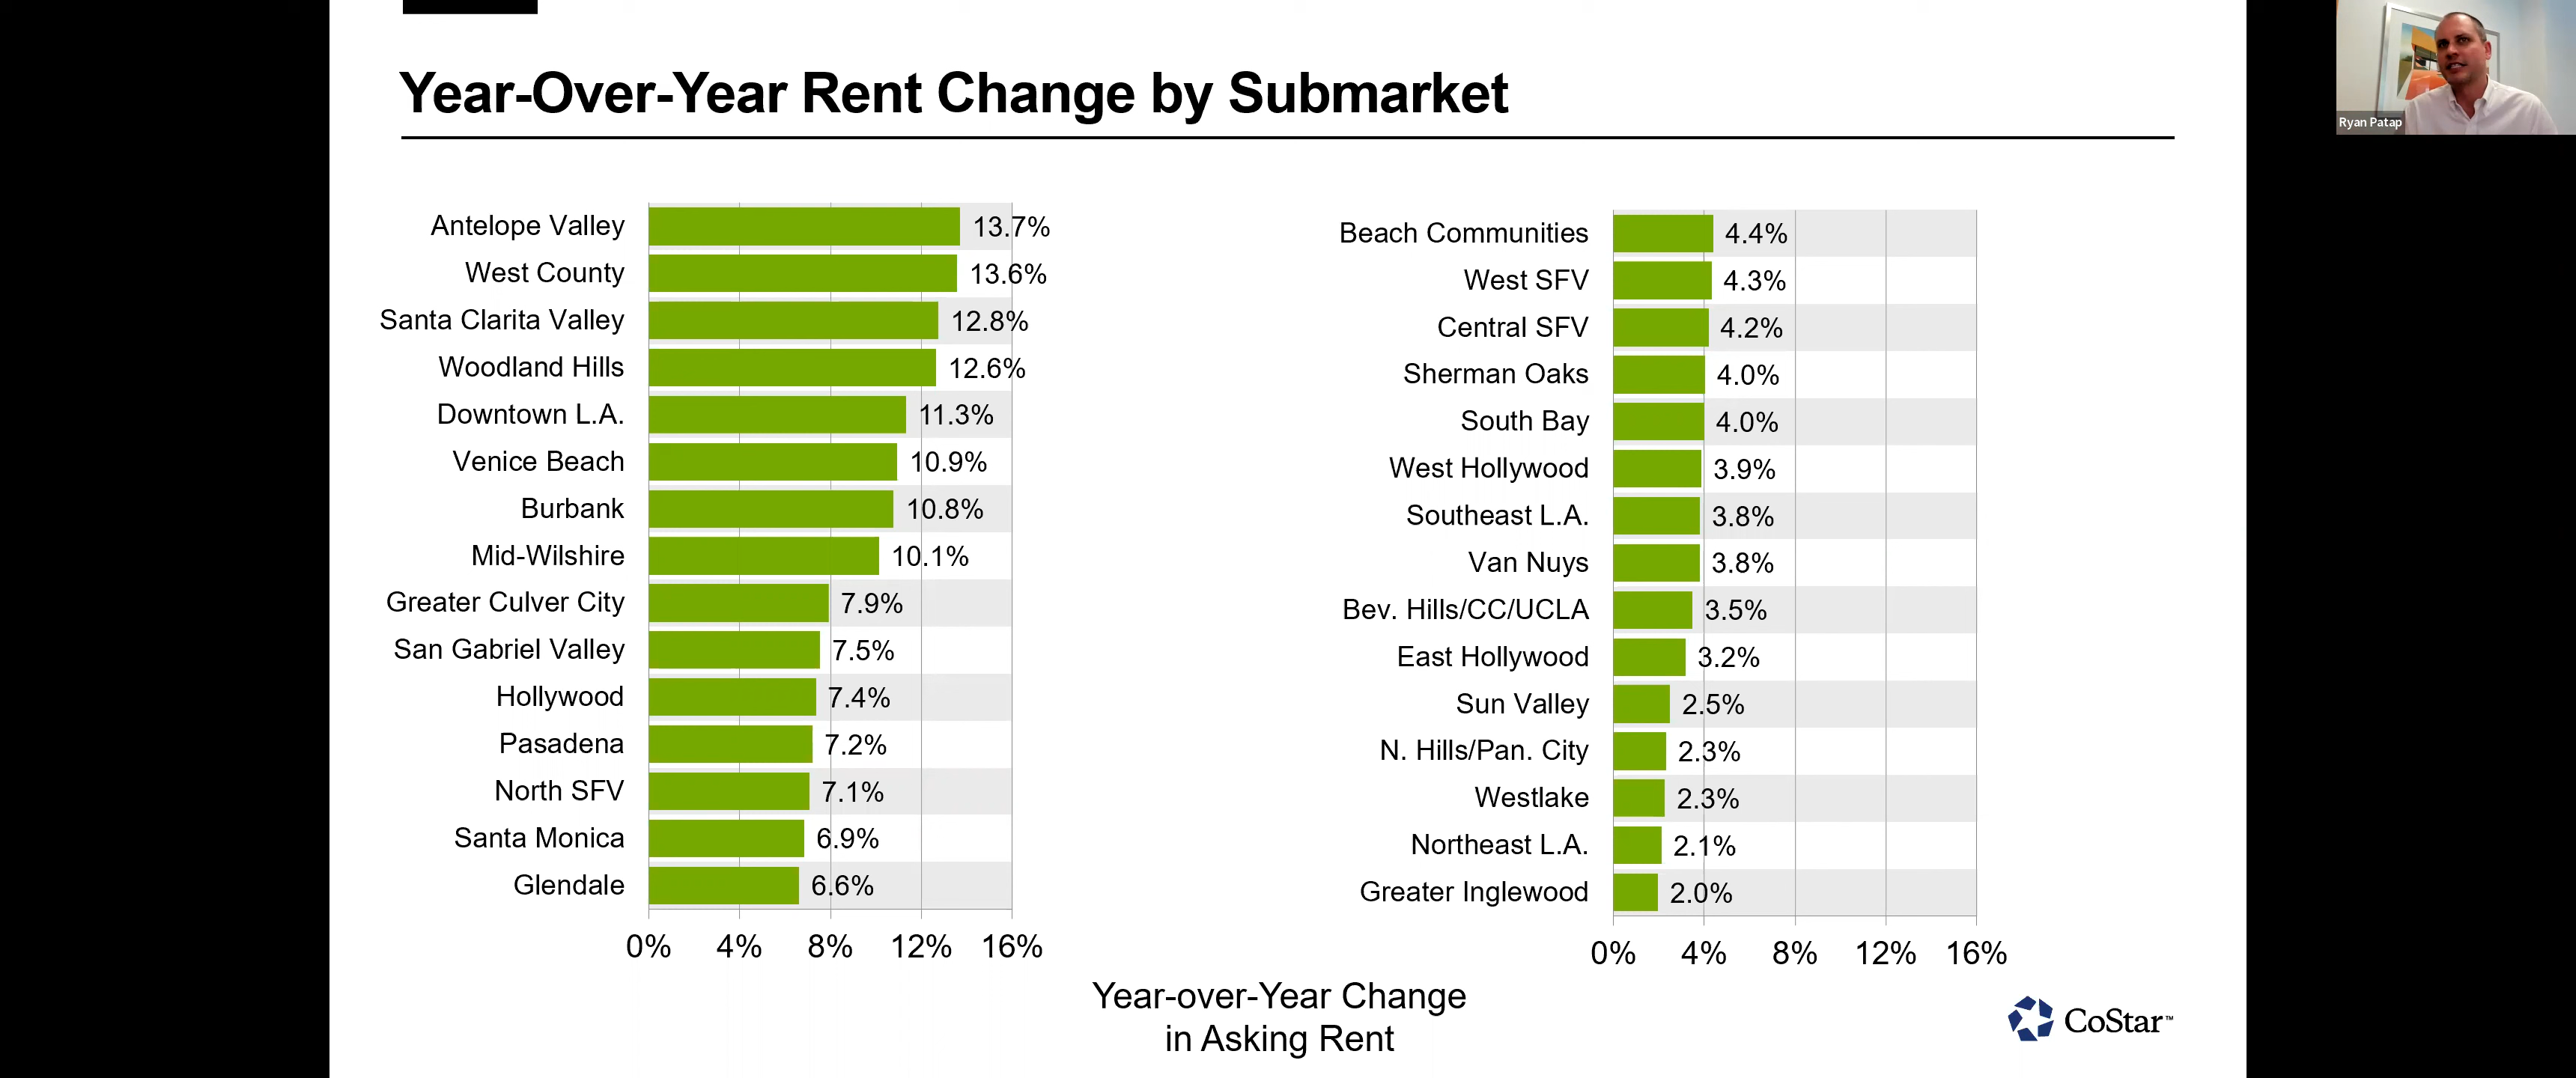 Year-Over-Year Rent Change by Submarket
Ryan Patap
Antelope Valley 13.7%
West County 13.6%
Santa Clarita Valley 12.8%
Woodland Hills 12.6%
Downtown L.A. 11.3%
Venice Beach 10.9%
Burbank 10.8%
Mid-Wilshire 10.1%
Greater Culver City 7.9%
San Gabriel Valley 7.5%
Hollywood 7.4%
Pasadena 7.2%
North SFV 7.1%
Santa Monica 6.9%
Glendale 6.6%
0% 4% 8% 12% 16%
Beach Communities 4.4%
West SFV 4.3%
Central SFV 4.2%
Sherman Oaks 4.0%
South Bay 4.0%
West Hollywood 3.9%
Southeast L.A. 3.8%
Van Nuys 3.8%
Bev. Hills/CC/UCLA 3.5%
East Hollywood 3.2%
Sun Valley 2.5%
N. Hills/Pan. City 2.3%
Westlake 2.3%
Northeast L.A. 2.1%
Greater Inglewood 2.0%
0% 4% 8% 12% 16%
Year-over-Year Change
in Asking Rent
CoStar™